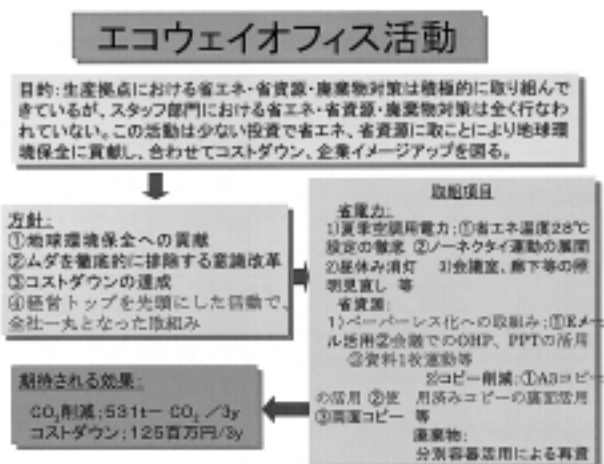 エコウェイオフィス活動
目的:生産拠点における省エネ・省資源・廃棄物対策は積極的に取り組んで
きているが、スタッフ部門における省エネ・省資源・廃棄物対策は全く行なわ
れていない。この活動は少ない投資で省エネ、省資源に取ことにより地球環
境保全に貢献し、合わせてコストダウン、企業イメージアップを図る。
方針:
①地球環境保全への貢献
②ムダを徹底的に排除する意識改革
③コストダウンの達成
④経営トップを先頭にした活動で、
全社一丸となった取組み
取組項目
省電力:
1)夏季空調用電力:①省エネ温度28℃
設定の徹底 ②ノーネクタイ運動の展開
2)昼休み消灯 3)会議室、廊下等の照
明見直し 等
省資源:
1)ペーパーレス化への取組み:①Eメー
ル活用②会議でのOHP、PPTの活用
③資料1枚運動等
2)コピー削減:①A3コピー
の活用 ②使 用済みコピーの裏面活用
③両面コピー 等
廃棄物:
分別容器活用による再資
期待される効果:
CO₂削減:531t-CO₂/3y
コストダウン:125百万円/3y